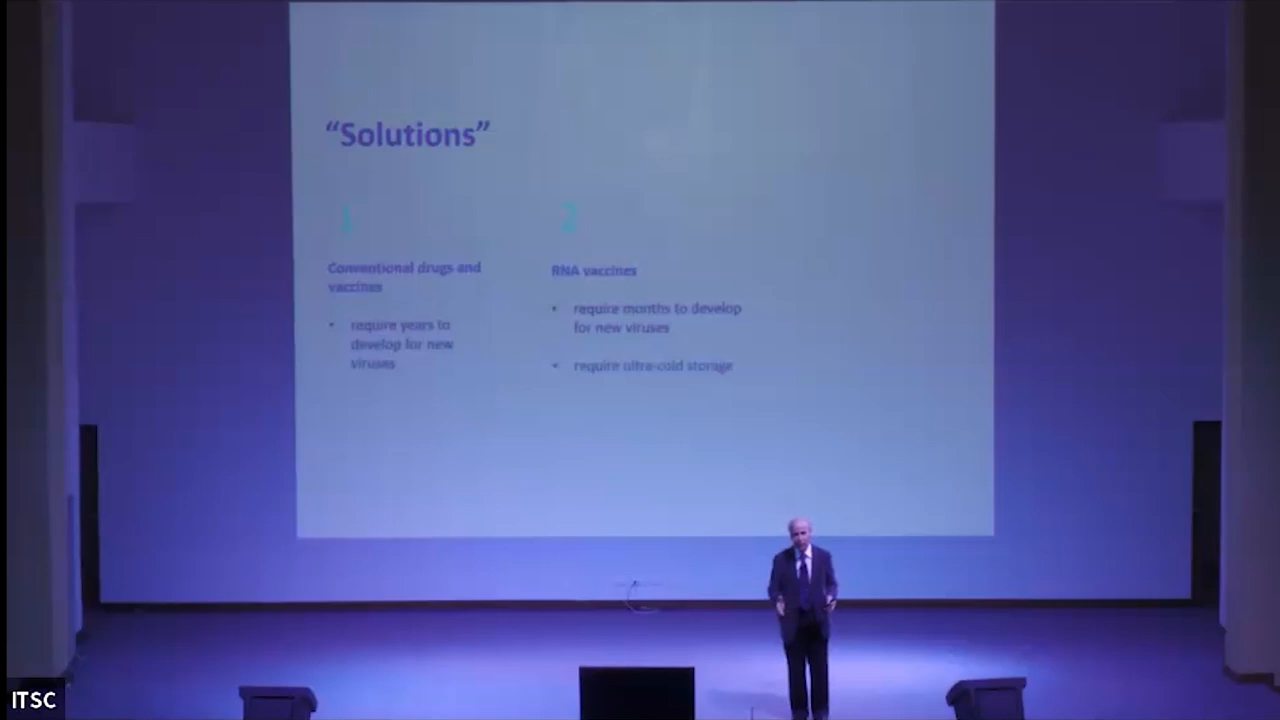 “Solutions”
1
Conventional drugs and
vaccines
• require years to
develop for new
viruses
2
RNA vaccines
• require months to develop
for new viruses
• require ultra-cold storage
ITSC